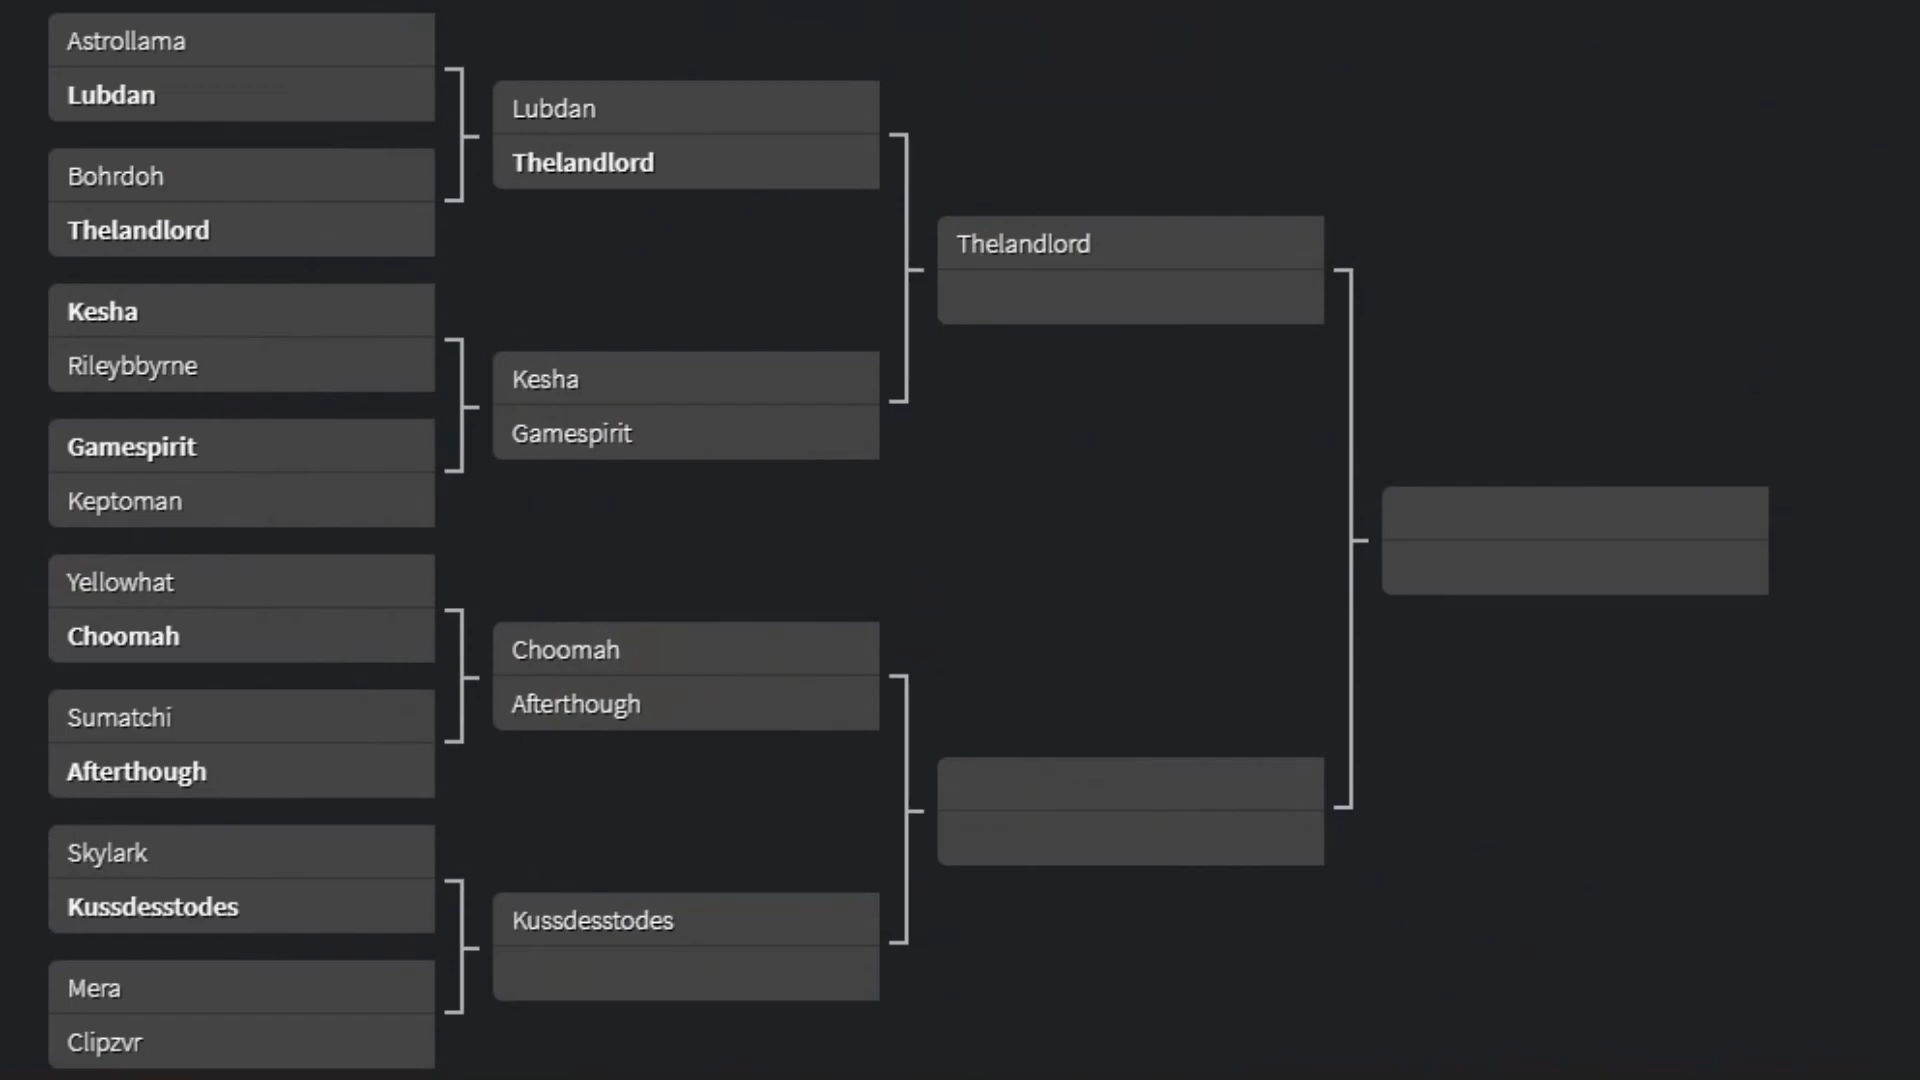 Astrollama
Lubdan
Bohrdoh
Thelandlord
Kesha
Rileybbyrne
Gamespirit
Keptoman
Yellowhat
Choomah
Sumatchi
Afterthough
Skylark
Kussdesstodes
Mera
Clipzvr
Lubdan
Thelandlord
Kesha
Gamespirit
Choomah
Afterthough
Kussdesstodes
Thelandlord